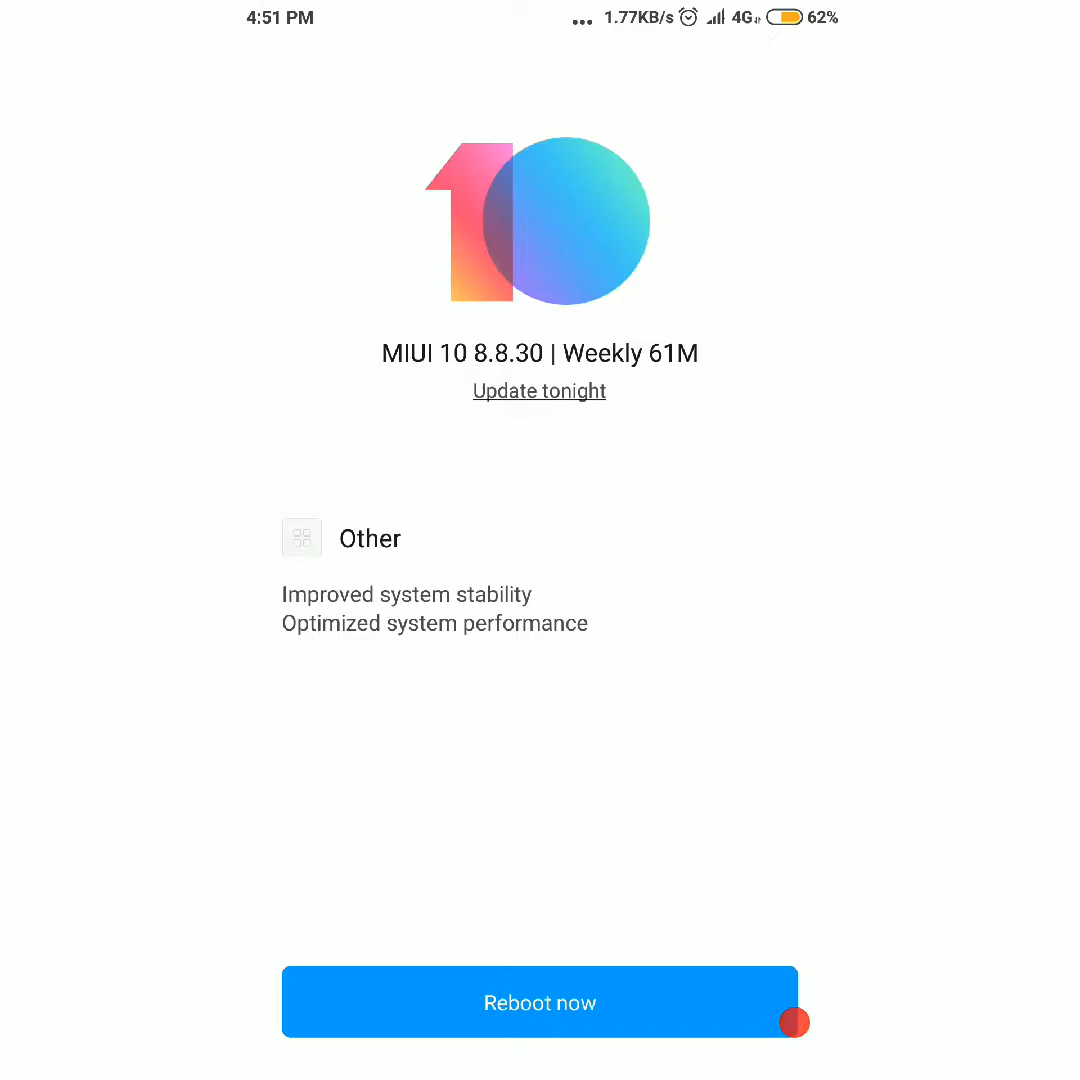 4:51 PM ... 1.77KB/s 4G 62%
10
MIUI 10 8.8.30 | Weekly 61M
Update tonight
Other
Improved system stability
Optimized system performance
Reboot now